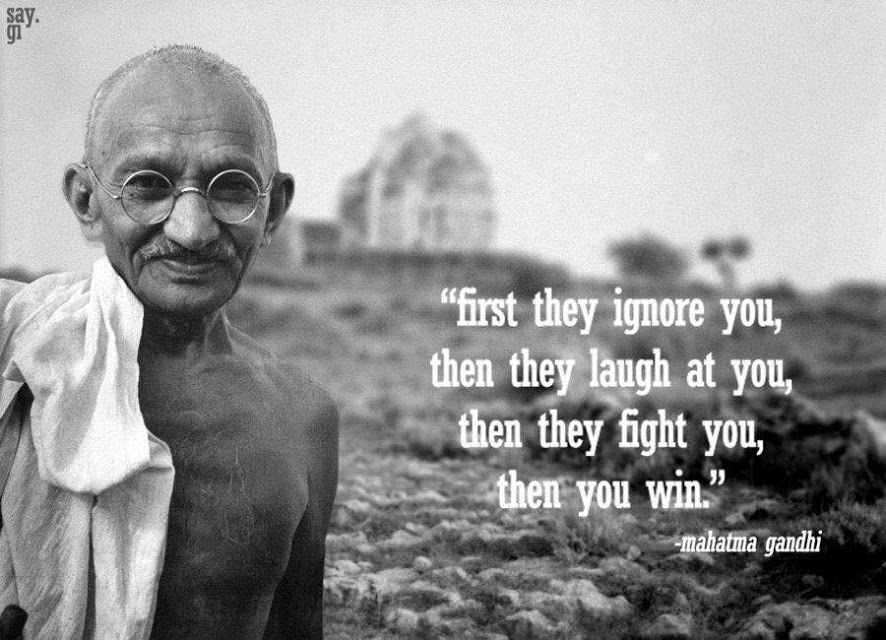 say.
gi
“first they ignore you,
then they laugh at you,
then they fight you,
then you win.”
-mahatma gandhi